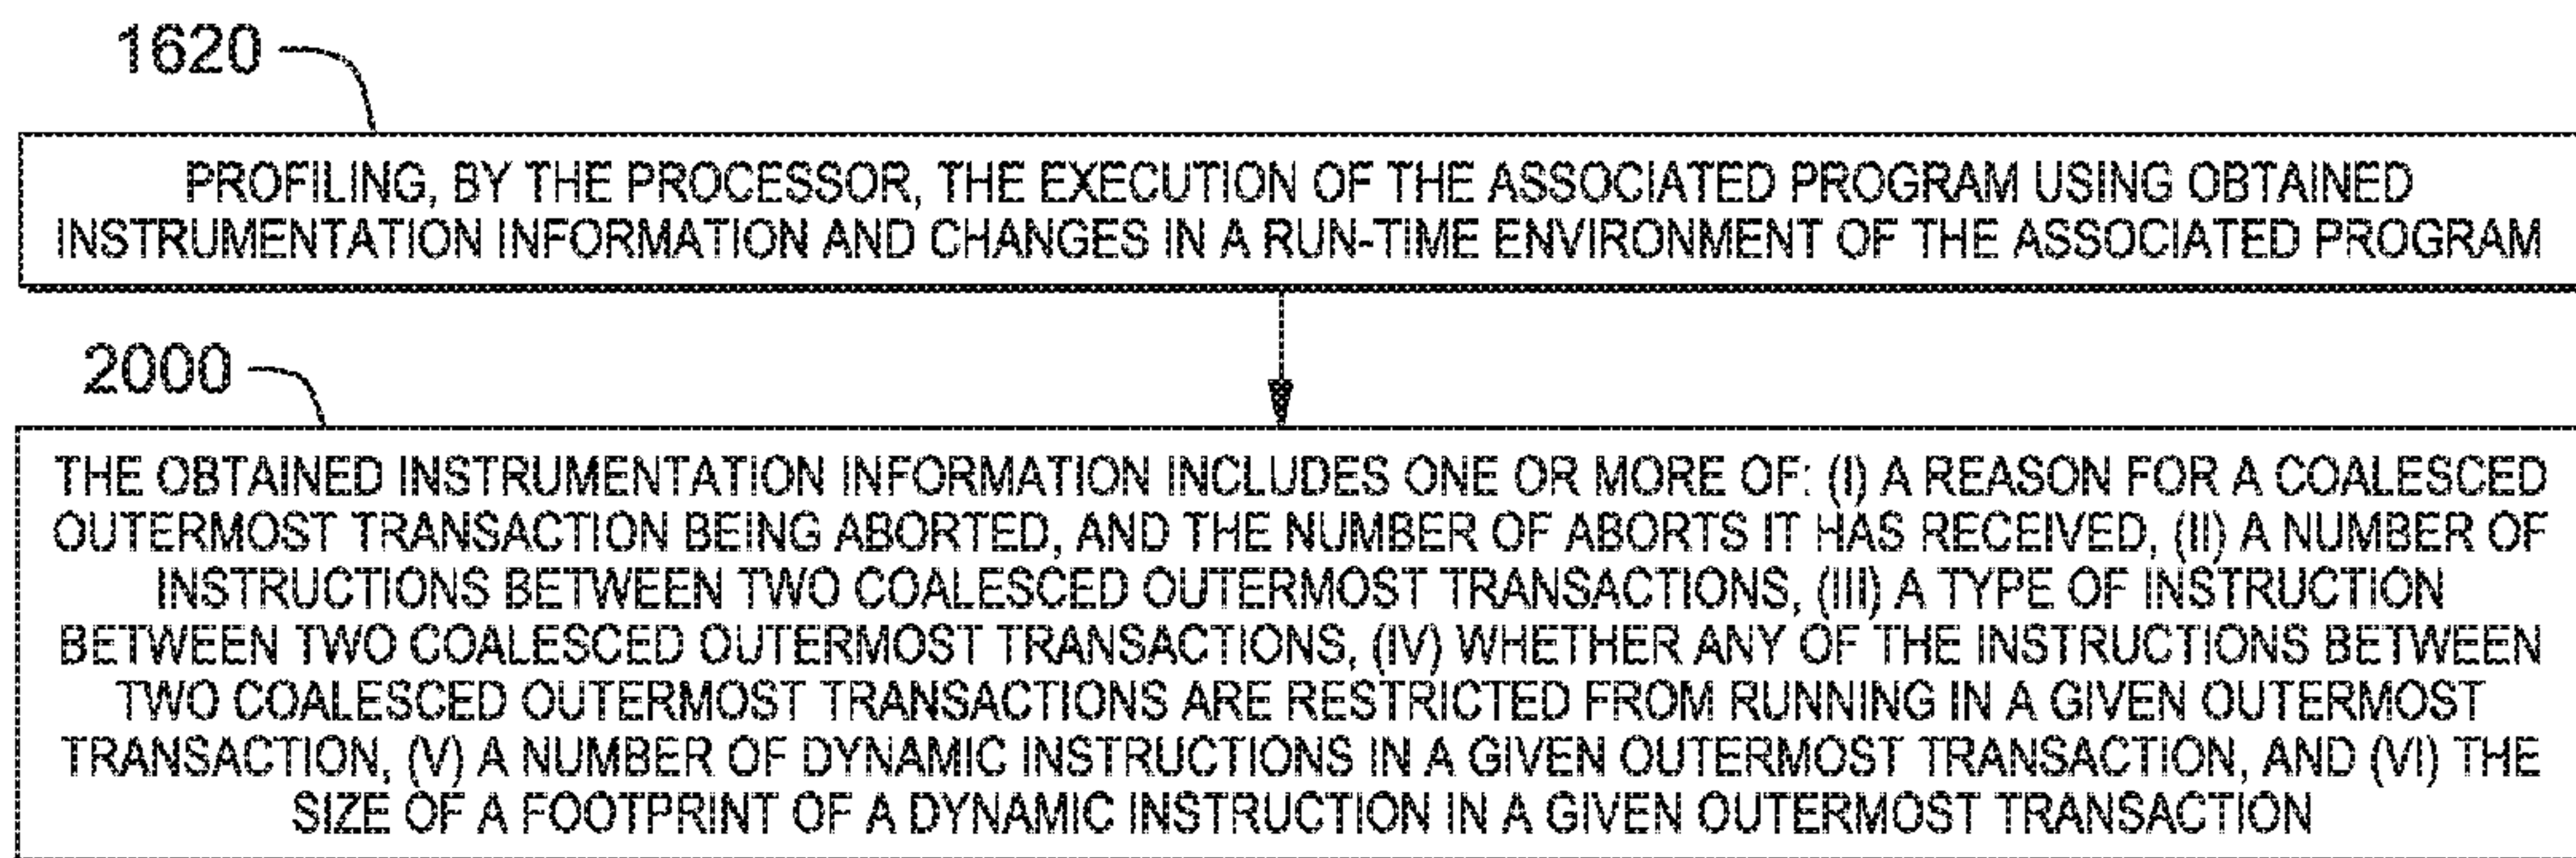 1620
PROFILING, BY THE PROCESSOR, THE EXECUTION OF THE ASSOCIATED PROGRAM USING OBTAINED
INSTRUMENTATION INFORMATION AND CHANGES IN A RUN-TIME ENVIRONMENT OF THE ASSOCIATED PROGRAM
2000
THE OBTAINED INSTRUMENTATION INFORMATION INCLUDES ONE OR MORE OF: (I) A REASON FOR A COALESCED
OUTERMOST TRANSACTION BEING ABORTED, AND THE NUMBER OF ABORTS IT HAS RECEIVED, (II) A NUMBER OF
INSTRUCTIONS BETWEEN TWO COALESCED OUTERMOST TRANSACTIONS, (III) A TYPE OF INSTRUCTION
BETWEEN TWO COALESCED OUTERMOST TRANSACTIONS, (IV) WHETHER ANY OF THE INSTRUCTIONS BETWEEN
TWO COALESCED OUTERMOST TRANSACTIONS ARE RESTRICTED FROM RUNNING IN A GIVEN OUTERMOST
TRANSACTION, (V) A NUMBER OF DYNAMIC INSTRUCTIONS IN A GIVEN OUTERMOST TRANSACTION, AND (VI) THE
SIZE OF A FOOTPRINT OF A DYNAMIC INSTRUCTION IN A GIVEN OUTERMOST TRANSACTION